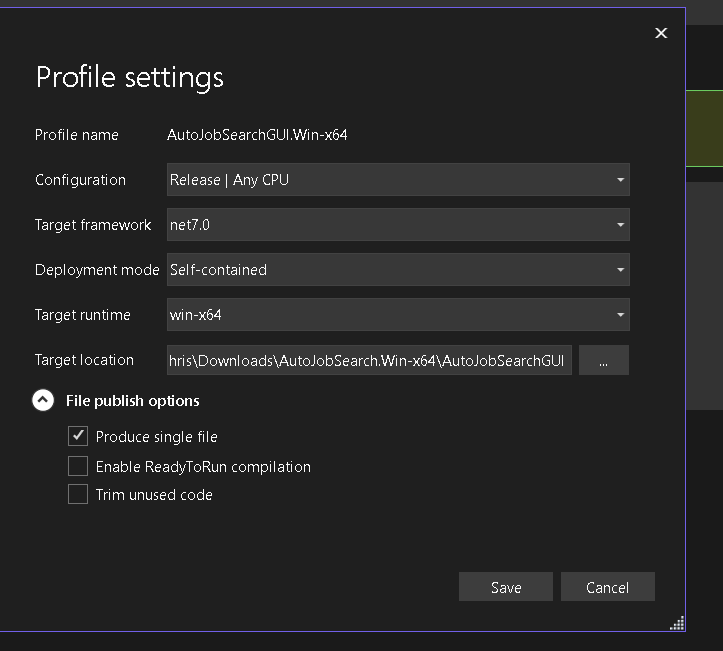 Profile settings
Profile name AutoJobSearchGUI.Win-x64
Configuration Release | Any CPU
Target framework net7.0
Deployment mode Self-contained
Target runtime win-x64
Target location hris\Downloads\AutoJobSearch.Win-x64\AutoJobSearchGUI ...
File publish options
Produce single file
Enable ReadyToRun compilation
Trim unused code
Save Cancel